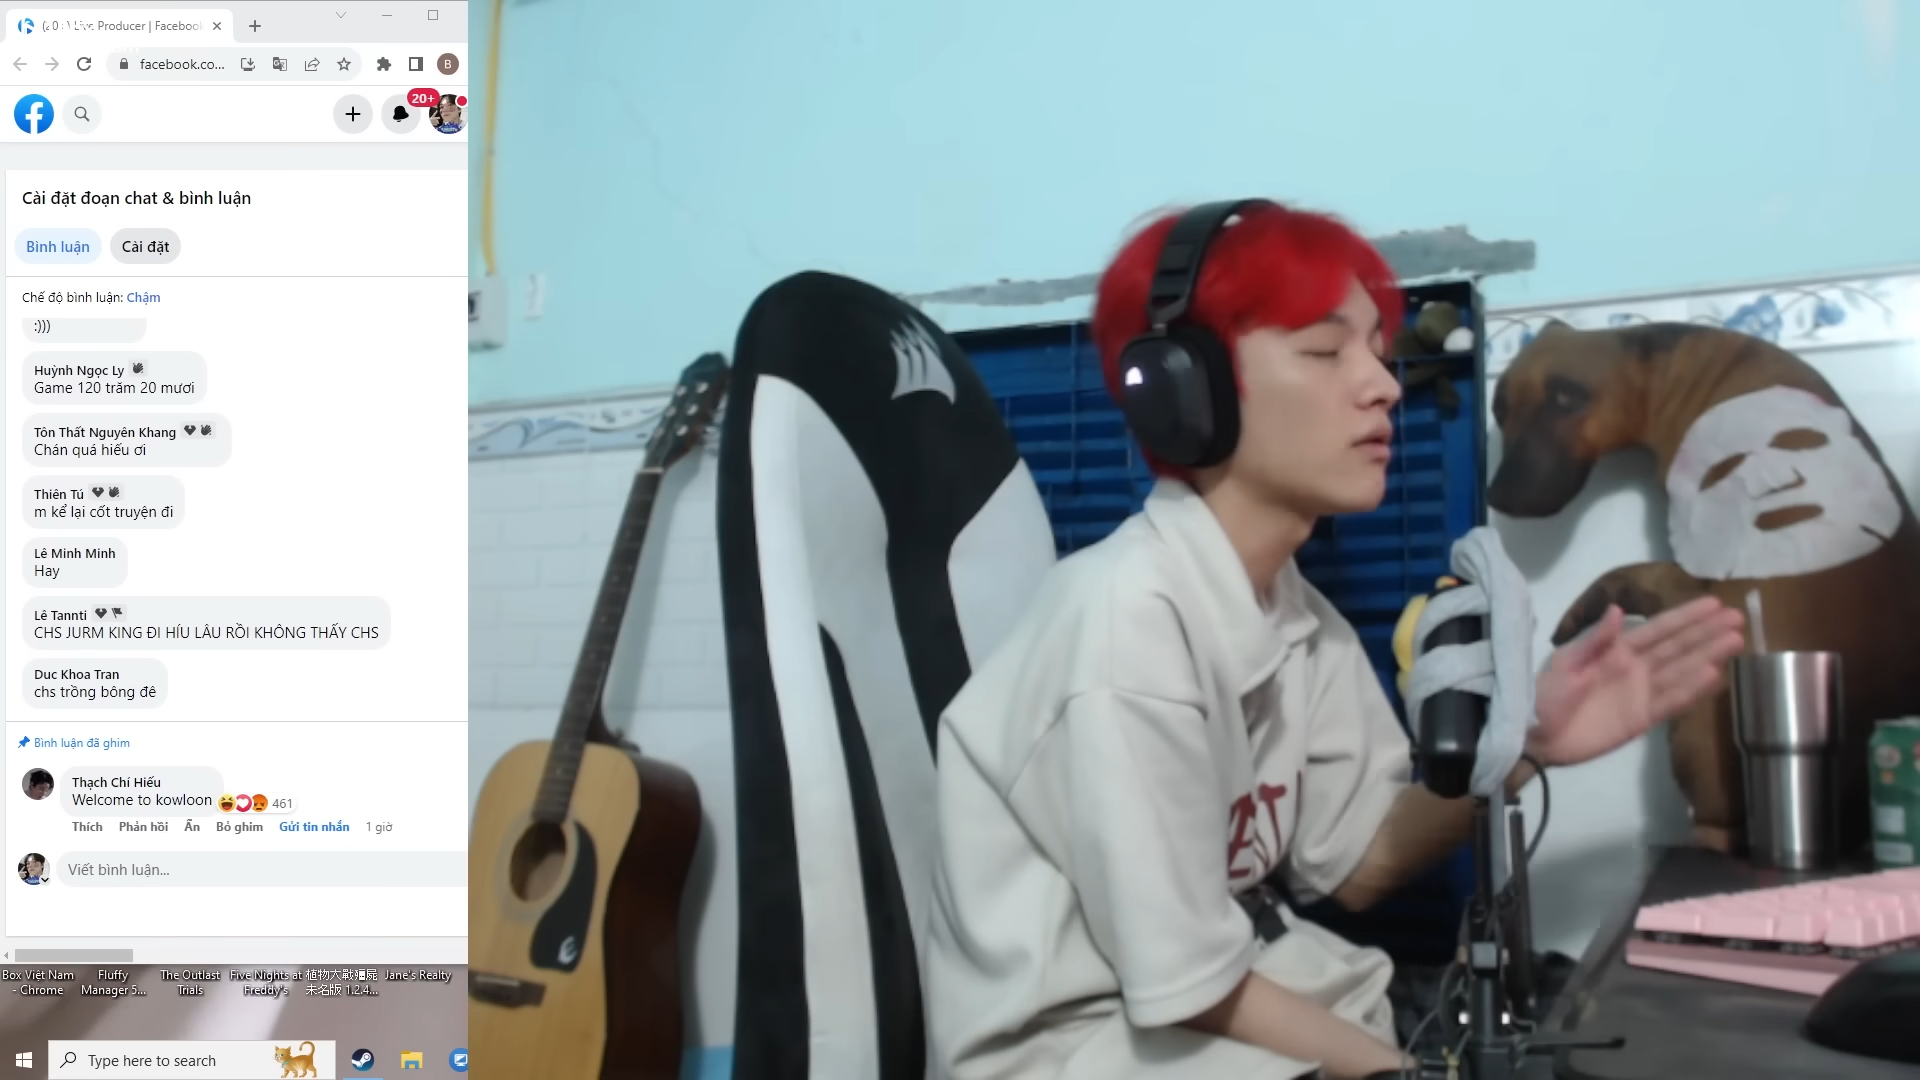 Live Producer | Facebook
facebook.co...
B
20+
Cài đặt đoạn chat & bình luận
Bình luận
Cài đặt
Chế độ bình luận: Chậm
:)))
Huỳnh Ngọc Ly
Game 120 trăm 20 mươi
Tôn Thất Nguyên Khang
Chán quá hiếu ơi
Thiên Tú
m kể lại cốt truyện đi
Lê Minh Minh
Hay
Lê Tannti
CHS JURM KING ĐI HÍU LÂU RỒI KHÔNG THẤY CHS
Duc Khoa Tran
chs trồng bông đê
Bình luận đã ghim
Thạch Chí Hiếu
Welcome to kowloon
461
Thích Phản hồi Ẩn Bỏ ghim Gửi tin nhắn 1 giờ
Viết bình luận...
Box Việt Nam - Chrome
Fluffy Manager 5...
The Outlast Trials
Five Nights at Freddy's
植物大戰殭屍 未名版 1.2.4...
Jane's Realty
Type here to search